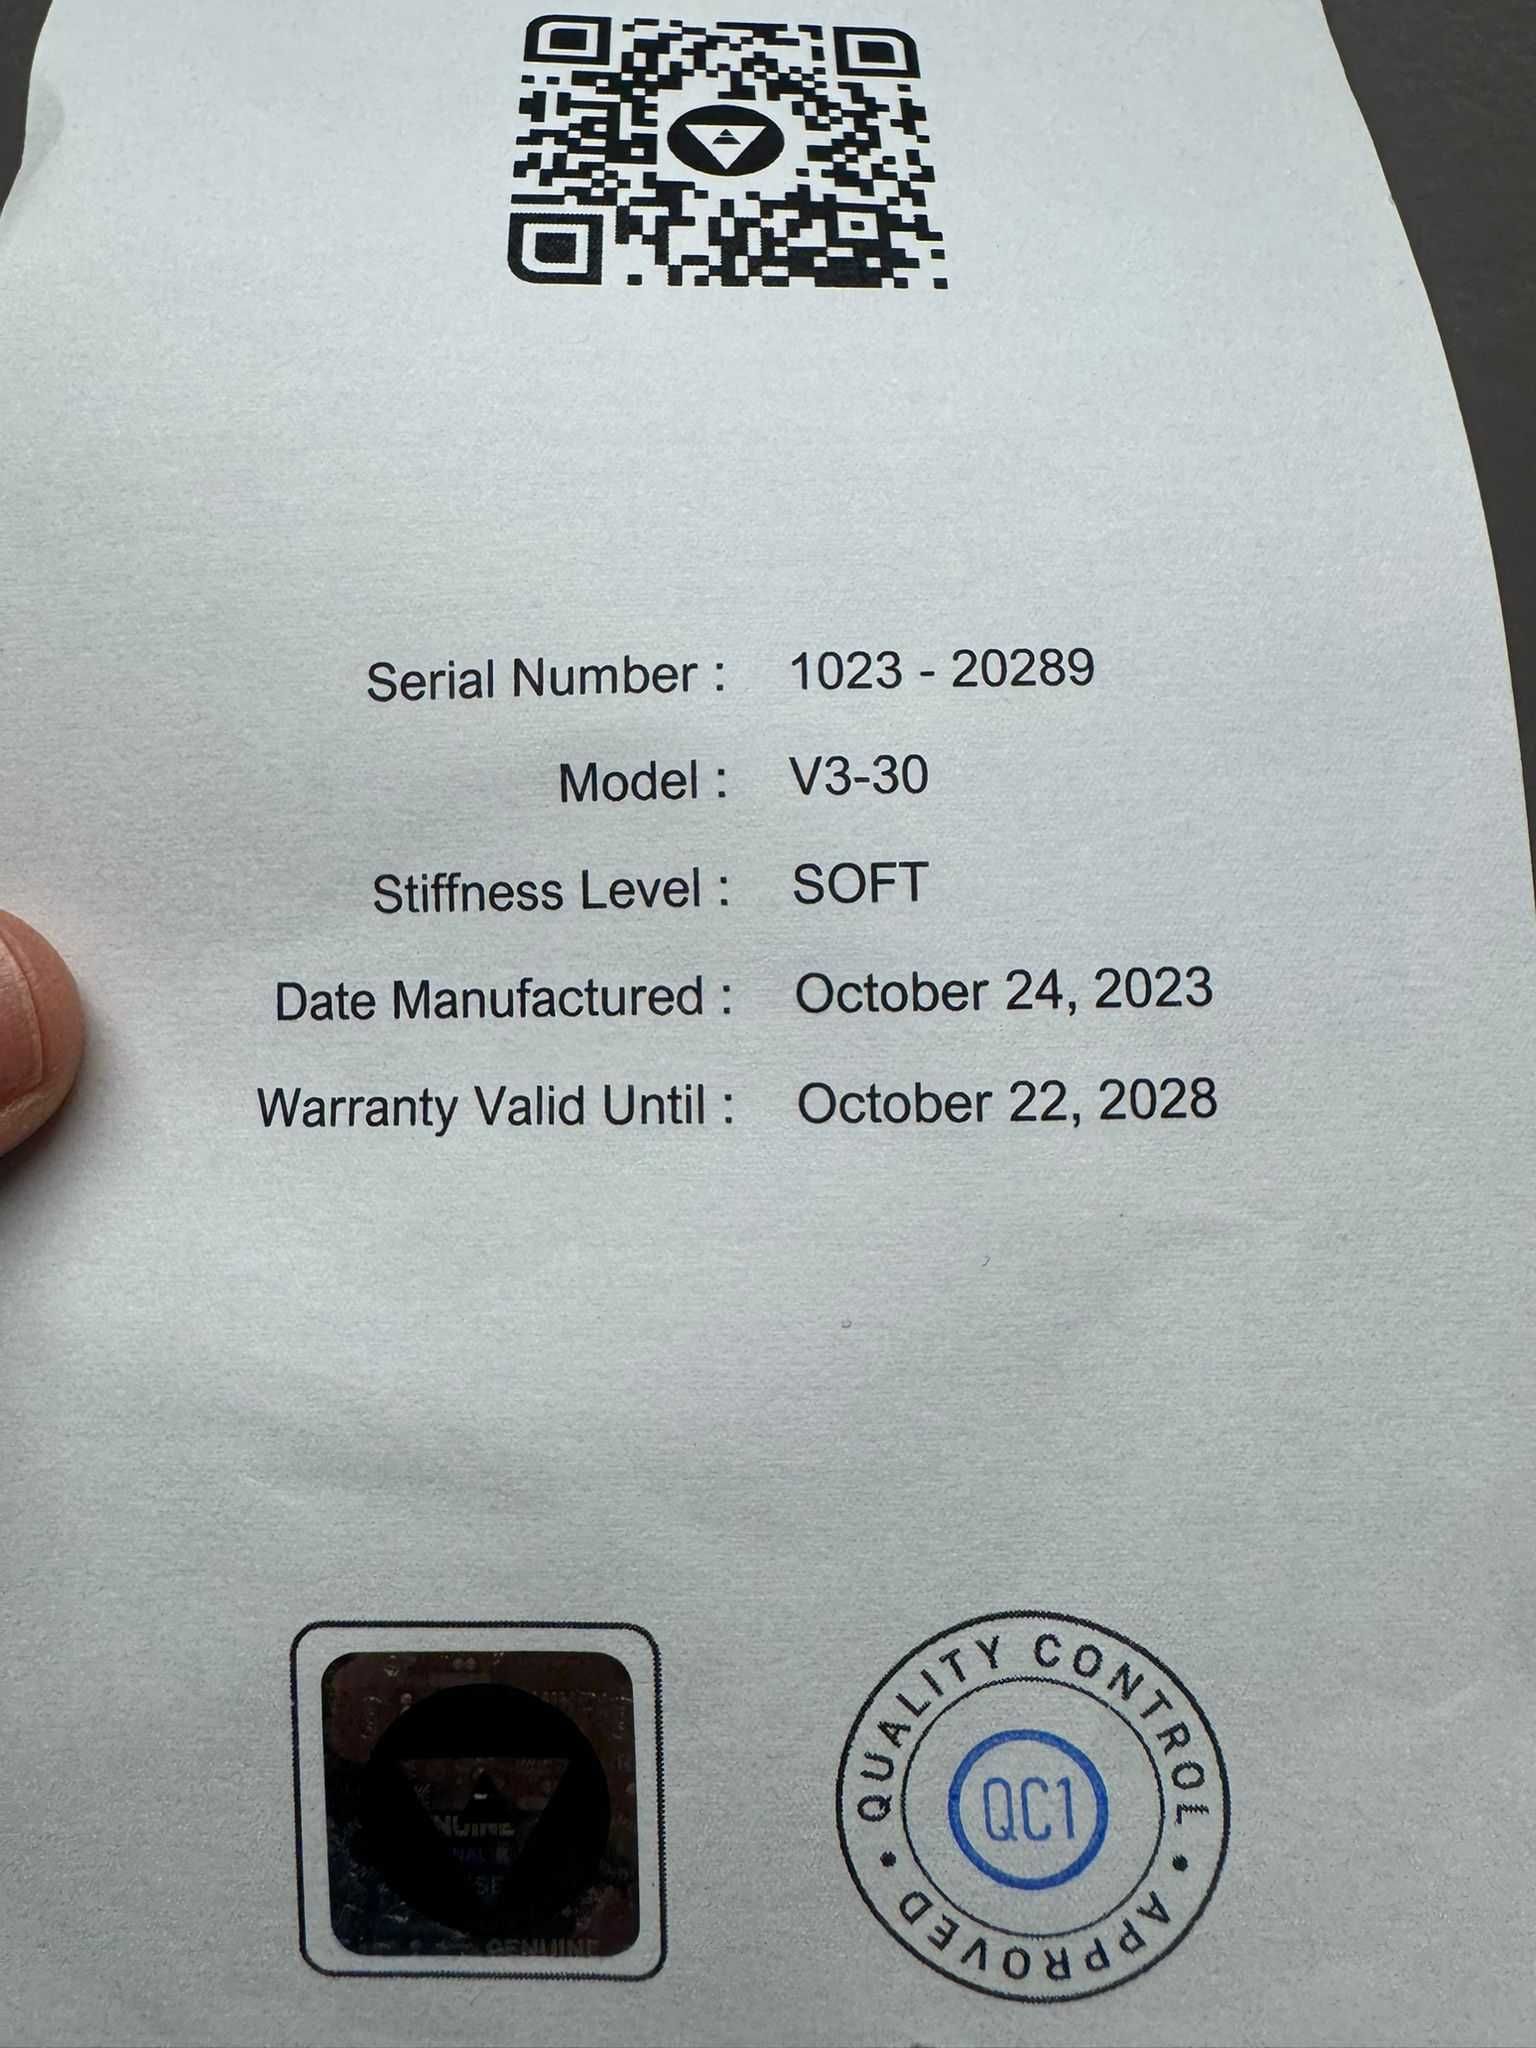 Serial Number : 1023 - 20289
Model : V3-30
Stiffness Level : SOFT
Date Manufactured : October 24, 2023
Warranty Valid Until : October 22, 2028
GENUINE
QUALITY CONTROL
QC1
APPROVED